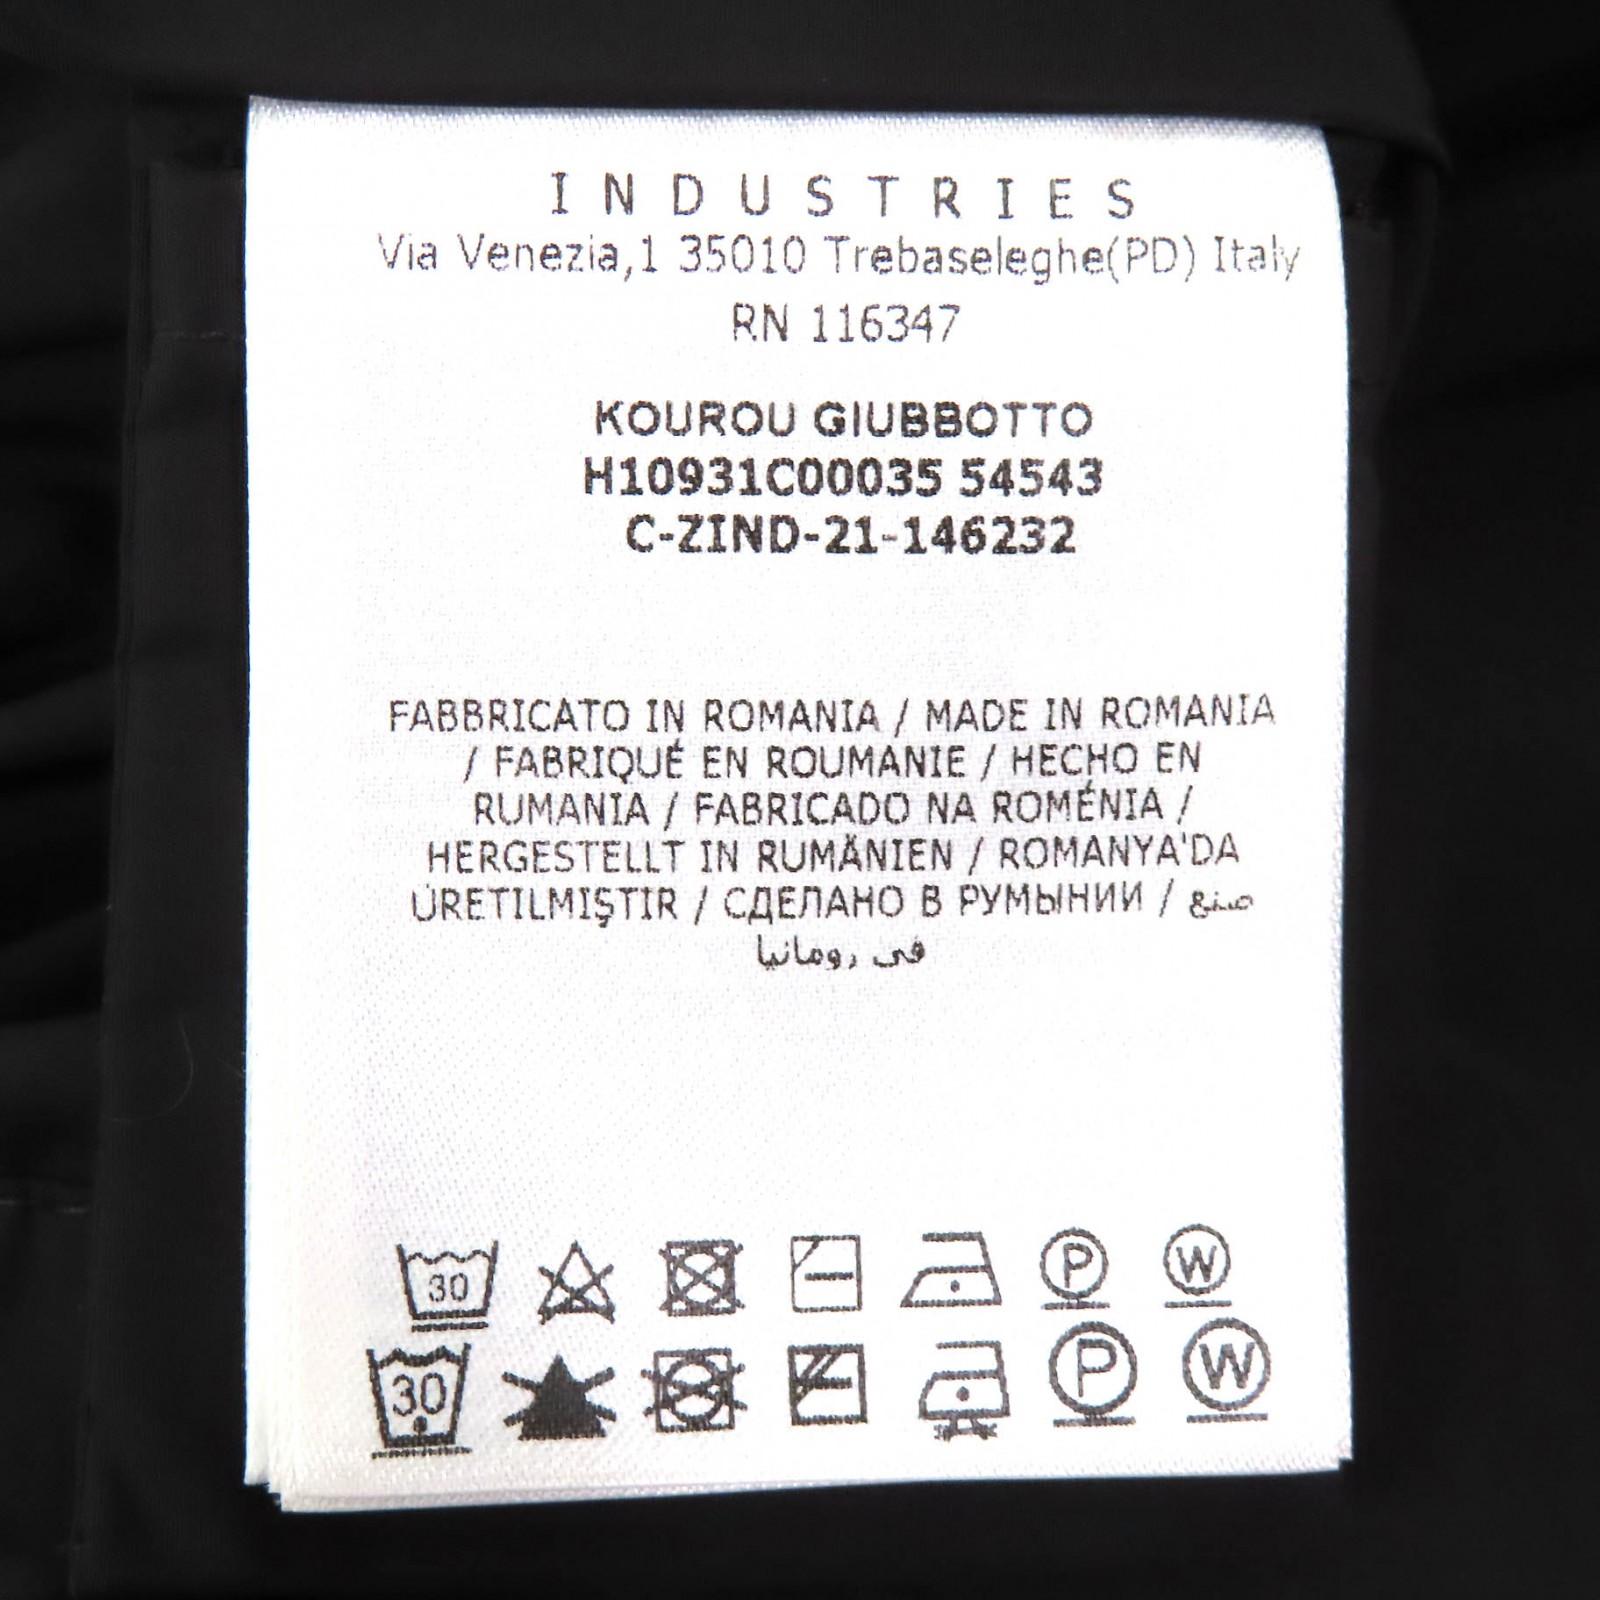 INDUSTRIES
Via Venezia,1 35010 Trebaseleghe(PD) Italy
RN 116347
KOUROU GIUBBOTTO
H10931C00035 54543
C-ZIND-21-146232
FABBRICATO IN ROMANIA / MADE IN ROMANIA
/ FABRIQUÉ EN ROUMANIE / HECHO EN
RUMANIA / FABRICADO NA ROMÉNIA /
HERGESTELLT IN RUMÄNIEN / ROMANYA'DA
ÜRETILMIŞTIR / СДЕЛАНО В РУМЫНИИ / صنع
في رومانيا
30 P W
30 P W